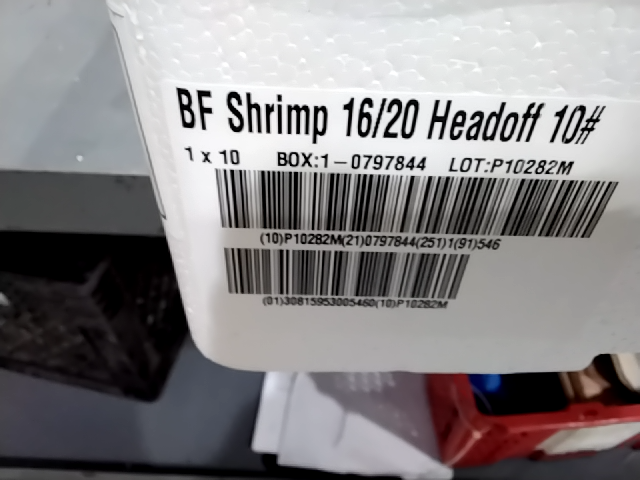 BF Shrimp 16/20 Headoff 10#
1 x 10 BOX:1-0797844 LOT:P10282M
(10)P10282M(21)0797844(251)1(91)546
(01)30815953005460(10)P10282M